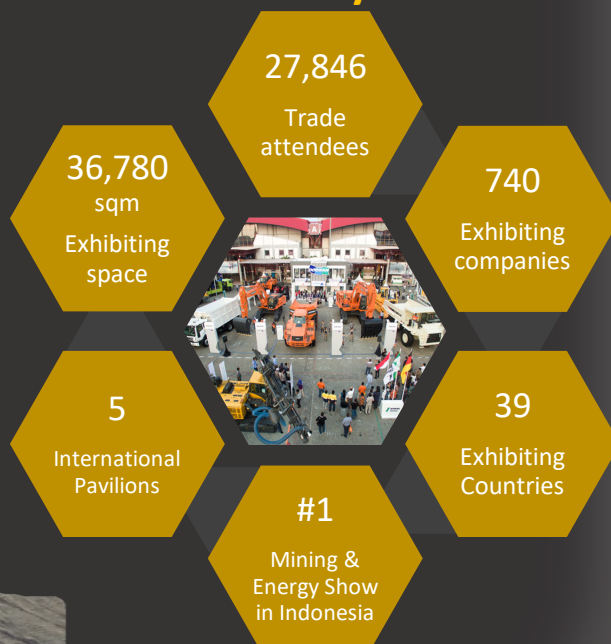 27,846
Trade
attendees
740
Exhibiting
companies
39
Exhibiting
Countries
#1
Mining &
Energy Show
in Indonesia
5
International
Pavilions
36,780
sqm
Exhibiting
space
A